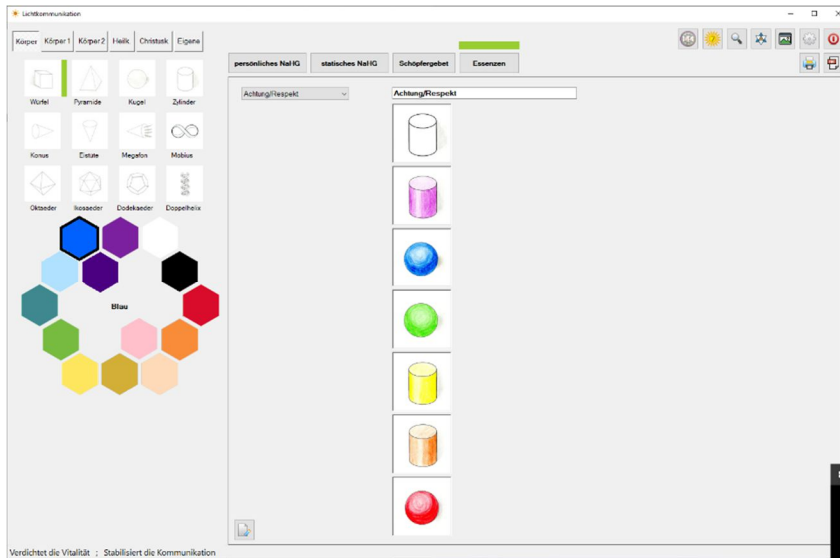 Lichtkommunikation
Körper Körper 1 Körper 2 Heilk Christusk Eigene
persönliches NaHG statisches NaHG Schöpfergebet Essenzen
Achtung/Respekt Achtung/Respekt
Würfel Pyramide Kugel Zylinder
Konus Eistüte Megafon Möbius
Oktaeder Ikosaeder Dodekaeder Doppelhelix
Blau
Verdichtet die Vitalität ; Stabilisiert die Kommunikation